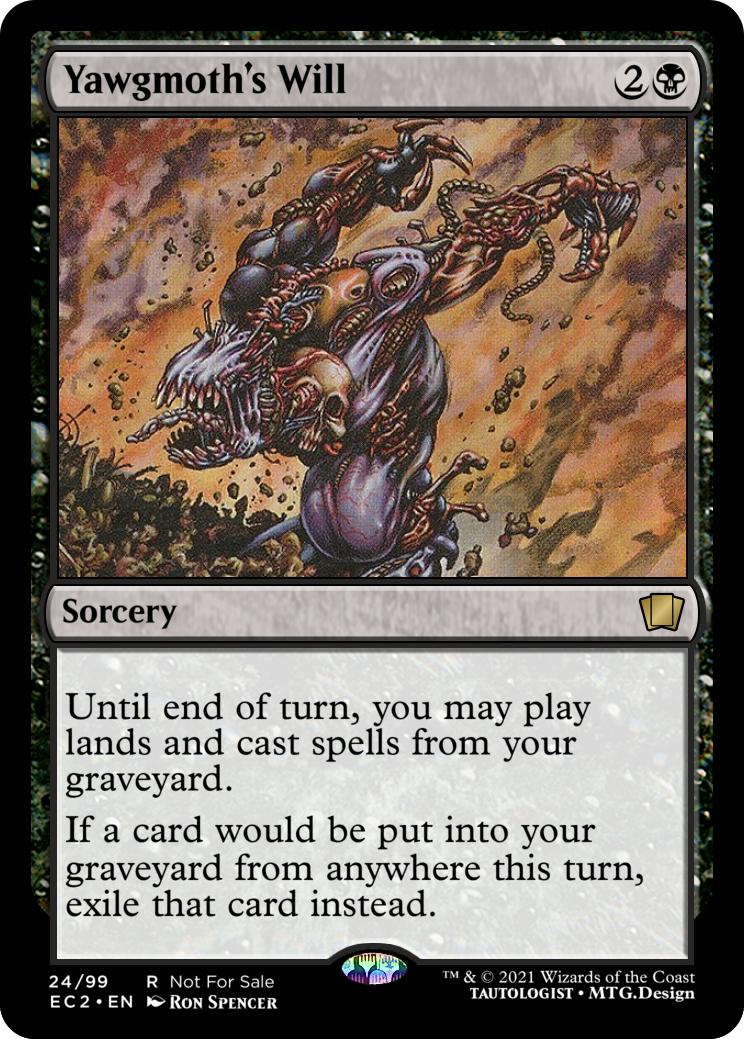 Yawgmoth's Will 2
Sorcery
Until end of turn, you may play
lands and cast spells from your
graveyard.
If a card would be put into your
graveyard from anywhere this turn,
exile that card instead.
24/99 R Not For Sale
EC2 • EN Ron Spencer
™ & © 2021 Wizards of the Coast
TAUTOLOGIST • MTG.Design